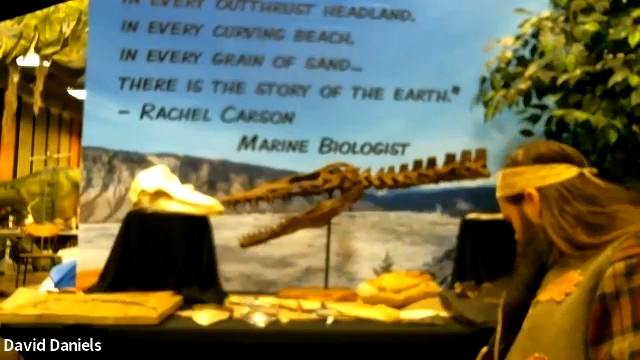 IN EVERY OUTTHRUST HEADLAND,
IN EVERY CURVING BEACH,
IN EVERY GRAIN OF SAND...
THERE IS THE STORY OF THE EARTH."
- RACHEL CARSON
MARINE BIOLOGIST
David Daniels